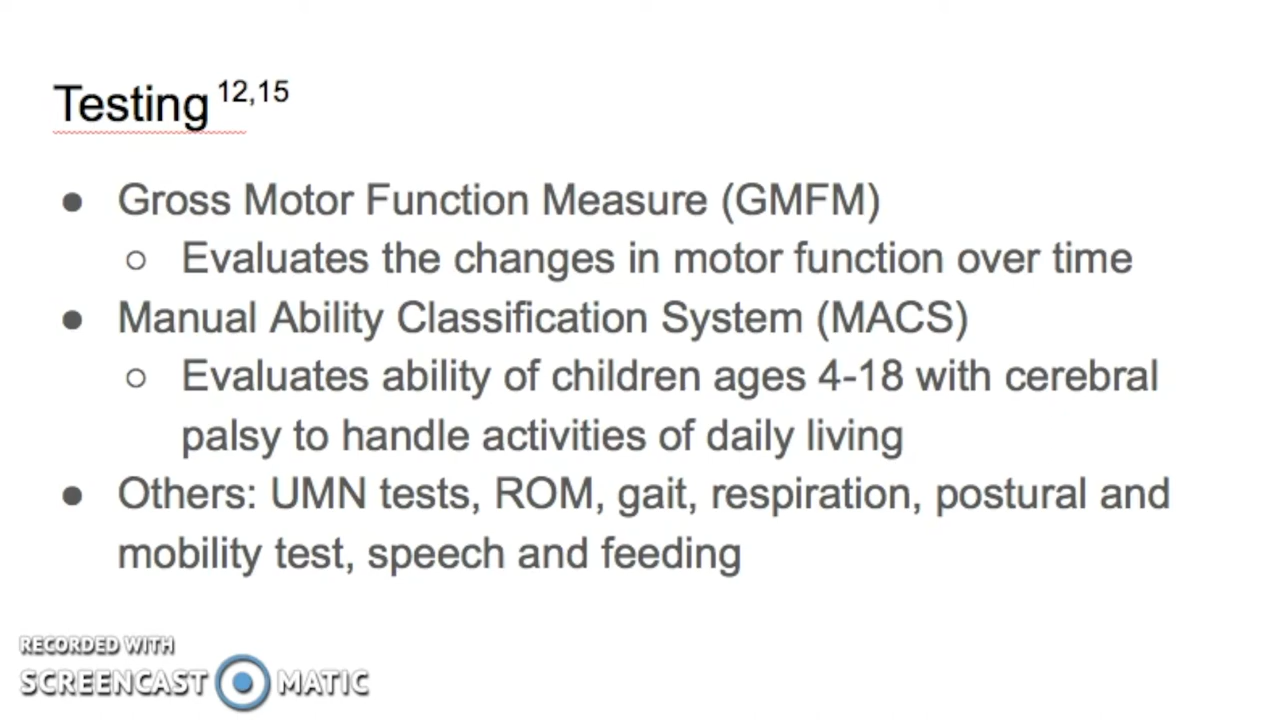 Testing 12,15
● Gross Motor Function Measure (GMFM)
○ Evaluates the changes in motor function over time
● Manual Ability Classification System (MACS)
○ Evaluates ability of children ages 4-18 with cerebral
palsy to handle activities of daily living
● Others: UMN tests, ROM, gait, respiration, postural and
mobility test, speech and feeding
RECORDED WITH
SCREENCAST MATIC